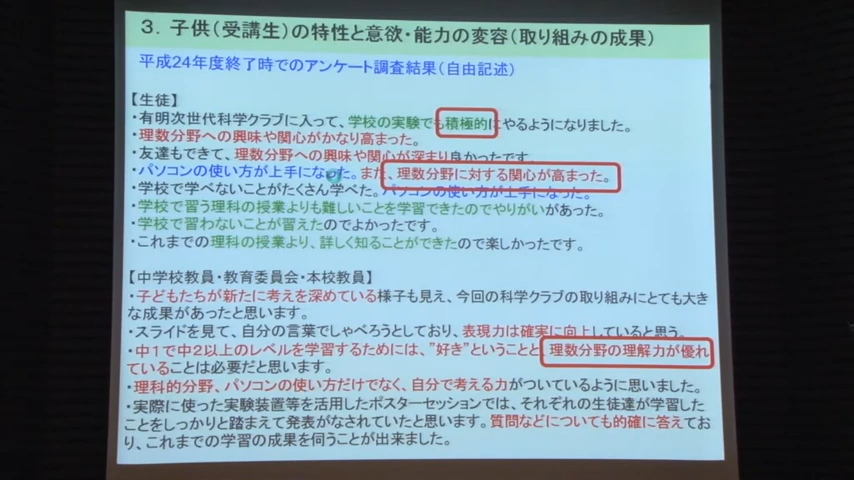 3．子供（受講生）の特性と意欲・能力の変容（取り組みの成果）
平成24年度終了時でのアンケート調査結果（自由記述）
【生徒】
・有明次世代科学クラブに入って、学校の実験でも積極的にやるようになりました。
・理数分野への興味や関心がかなり高まった。
・友達もできて、理数分野への興味や関心が深まり良かったです。
・パソコンの使い方が上手になった。また、理数分野に対する関心が高まった。
・学校で学べないことがたくさん学べた。パソコンの使い方が上手になった。
・学校で習う理科の授業よりも難しいことを学習できたのでやりがいがあった。
・学校で習わないことが習えたのでよかったです。
・これまでの理科の授業より、詳しく知ることができたので楽しかったです。
【中学校教員・教育委員会・本校教員】
・子どもたちが新たに考えを深めている様子も見え、今回の科学クラブの取り組みにとても大き
な成果があったと思います。
・スライドを見て、自分の言葉でしゃべろうとしており、表現力は確実に向上していると思う。
・中1で中2以上のレベルを学習するためには、”好き”ということと、理数分野の理解力が優れ
ていることは必要だと思います。
・理科的分野、パソコンの使い方だけでなく、自分で考える力がついているように思いました。
・実際に使った実験装置等を活用したポスターセッションでは、それぞれの生徒達が学習した
ことをしっかりと踏まえて発表がなされていたと思います。質問などについても的確に答えてお
り、これまでの学習の成果を伺うことが出来ました。